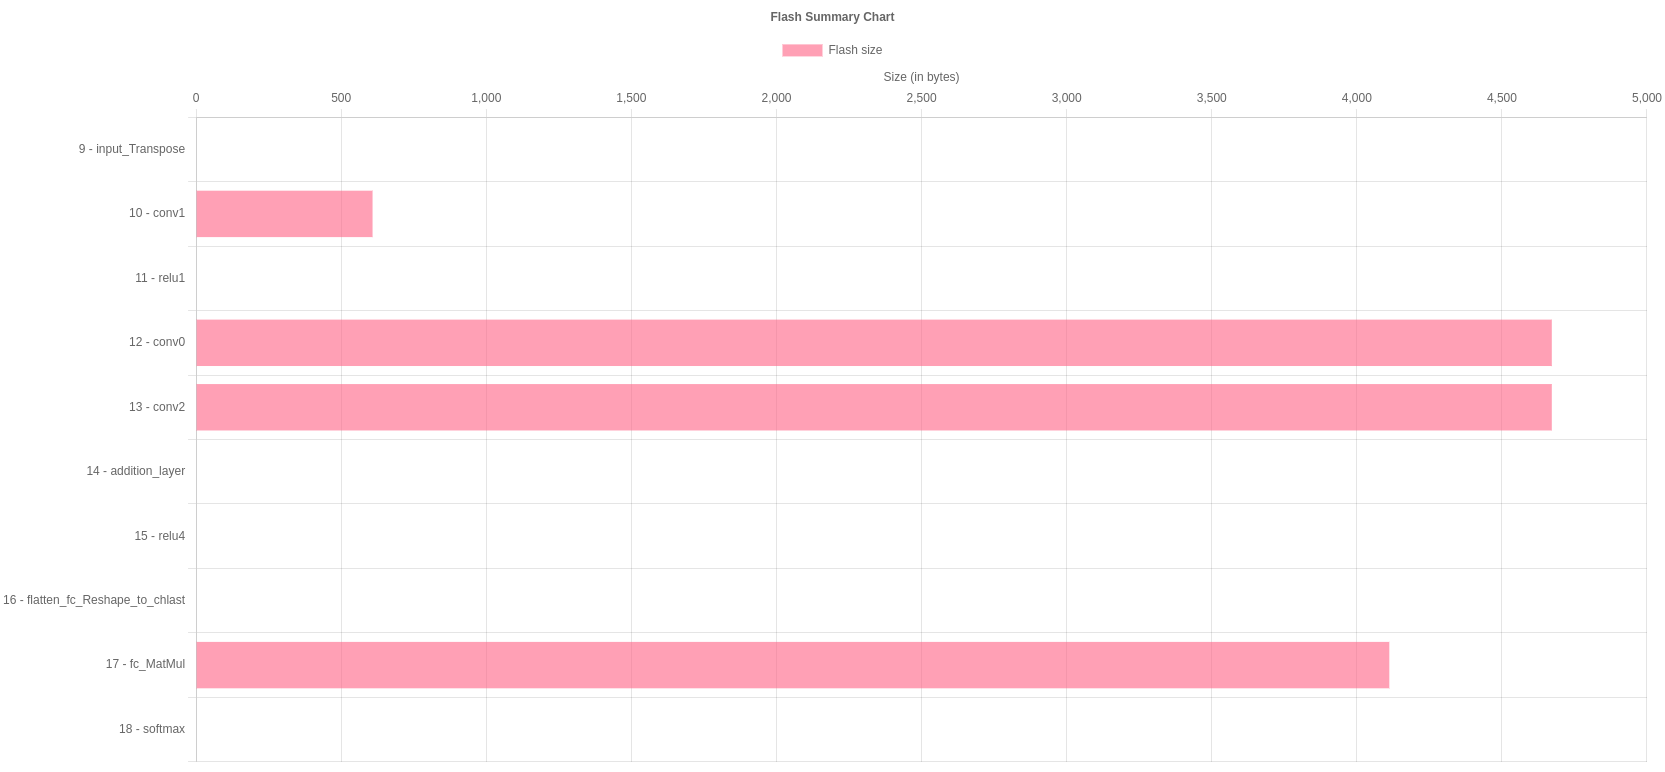 Flash Summary Chart
Flash size
Size (in bytes)
0 500 1,000 1,500 2,000 2,500 3,000 3,500 4,000 4,500 5,000
9 - input_Transpose
10 - conv1
11 - relu1
12 - conv0
13 - conv2
14 - addition_layer
15 - relu4
16 - flatten_fc_Reshape_to_chlast
17 - fc_MatMul
18 - softmax